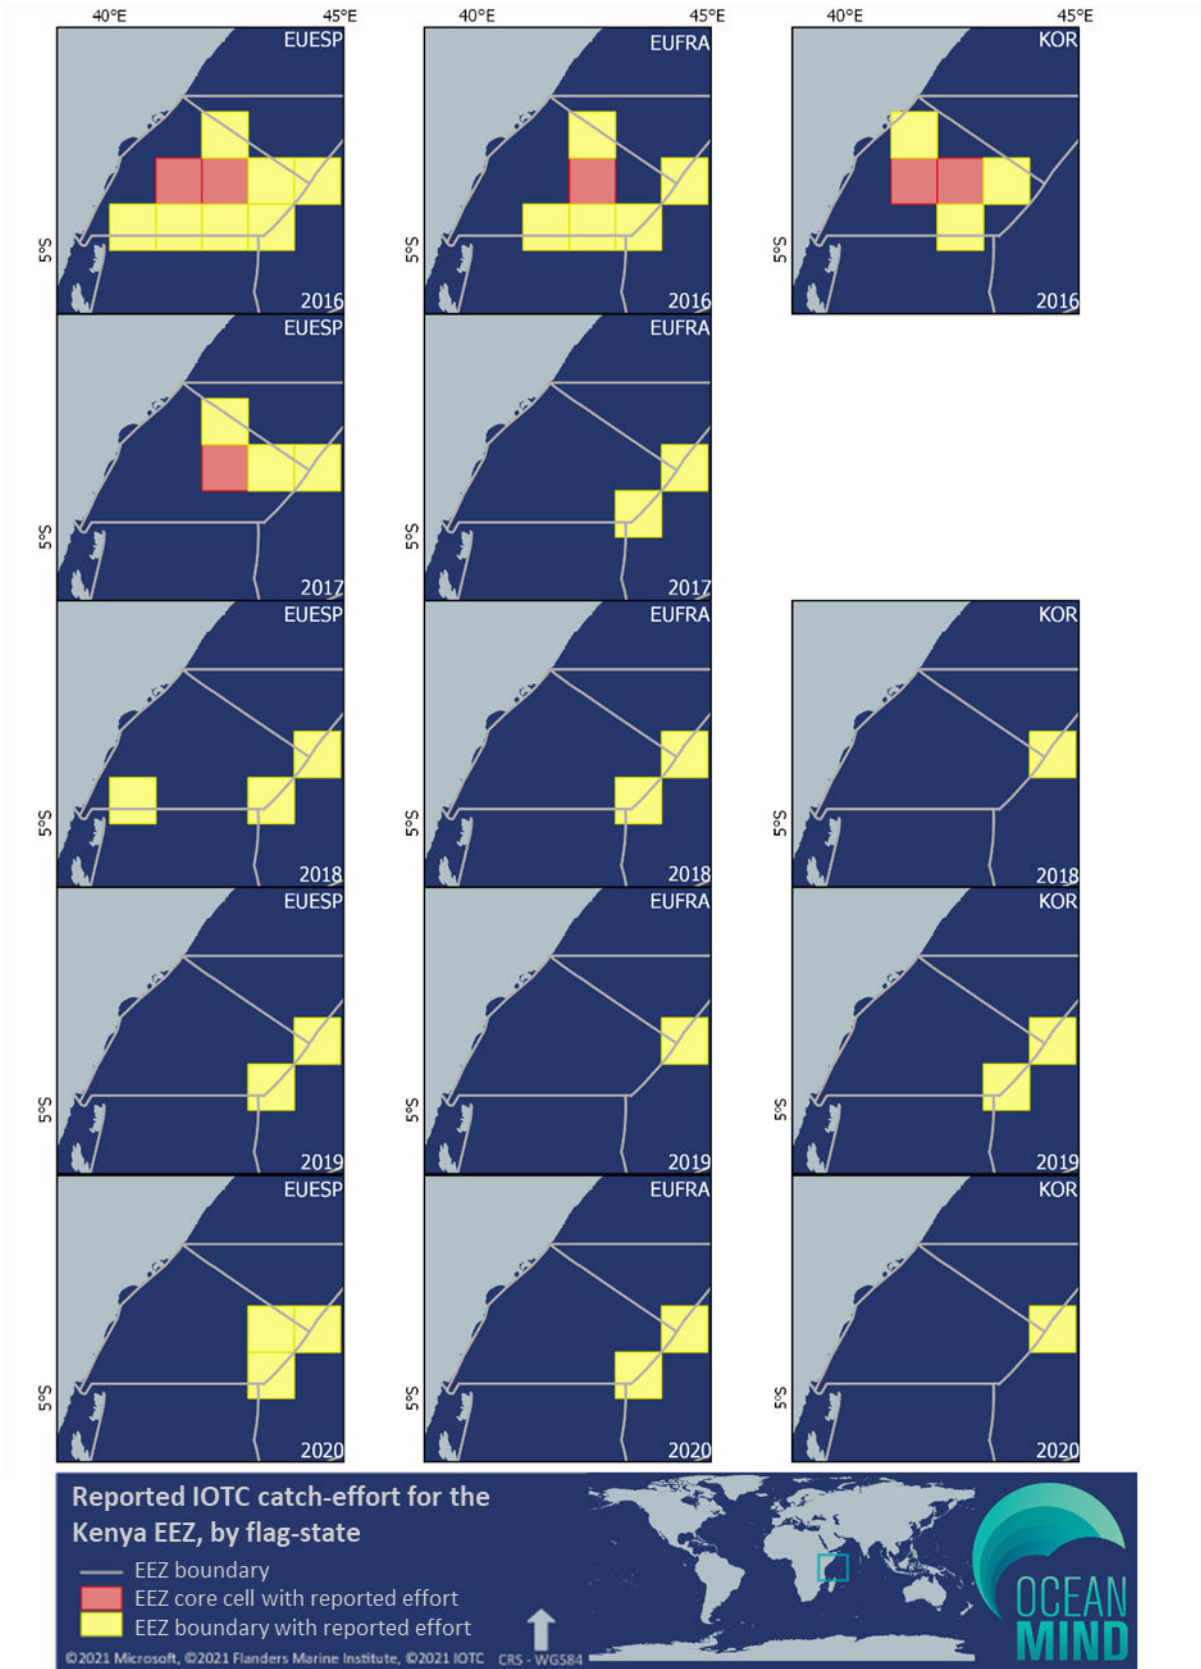 40°E 45°E 40°E 45°E 40°E 45°E
EUESP EUFRA KOR
5°S 5°S 5°S
2016 2016 2016
EUESP EUFRA
5°S 5°S
2017 2017
EUESP EUFRA KOR
5°S 5°S 5°S
2018 2018 2018
EUESP EUFRA KOR
5°S 5°S 5°S
2019 2019 2019
EUESP EUFRA KOR
5°S 5°S 5°S
2020 2020 2020
Reported IOTC catch-effort for the
Kenya EEZ, by flag-state
EEZ boundary
EEZ core cell with reported effort
EEZ boundary with reported effort
©2021 Microsoft, ©2021 Flanders Marine Institute, ©2021 IOTC CRS - WGS84
OCEAN
MIND